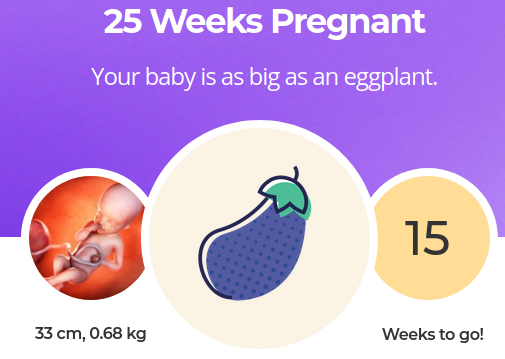 25 Weeks Pregnant
Your baby is as big as an eggplant.
15
33 cm, 0.68 kg
Weeks to go!